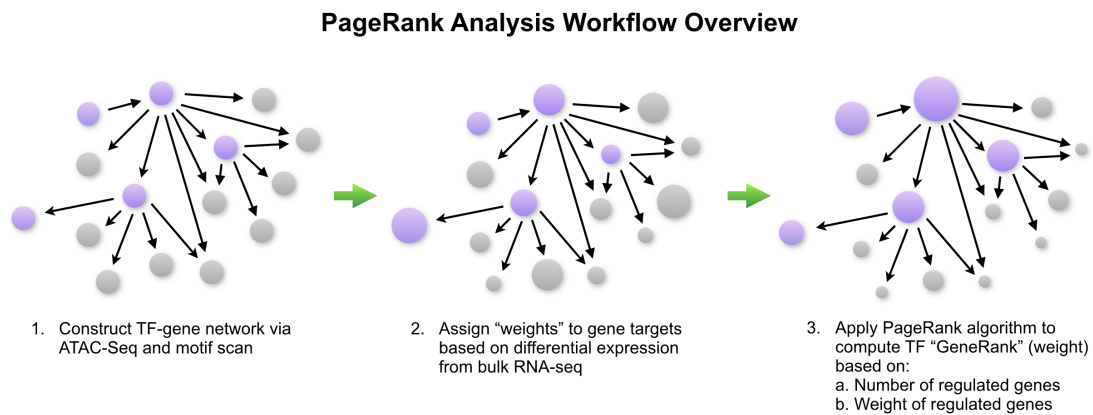 PageRank Analysis Workflow Overview
1. Construct TF-gene network via
ATAC-Seq and motif scan
2. Assign “weights” to gene targets
based on differential expression
from bulk RNA-seq
3. Apply PageRank algorithm to
compute TF “GeneRank” (weight)
based on:
a. Number of regulated genes
b. Weight of regulated genes